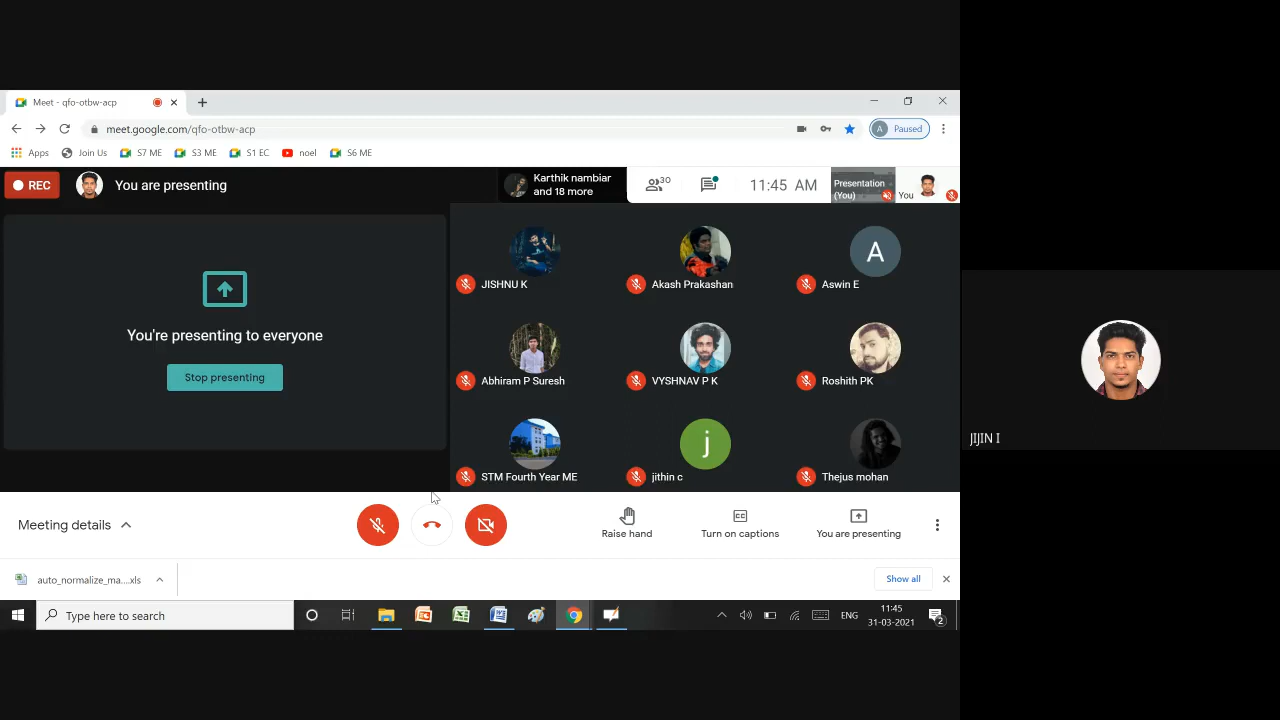 Meet - qfo-otbw-acp
meet.google.com/qfo-otbw-acp
A Paused
Apps Join Us S7 ME S3 ME S1 EC noel S6 ME
REC You are presenting
Karthik nambiar
and 18 more
30
11:45 AM
Presentation
(You)
You
You're presenting to everyone
Stop presenting
JISHNU K
Akash Prakashan
A
Aswin E
Abhiram P Suresh
VYSHNAV P K
Roshith PK
STM Fourth Year ME
j
jithin c
Thejus mohan
JIJIN I
Meeting details
Raise hand
CC
Turn on captions
You are presenting
auto_normalize_ma....xls
Show all
Type here to search
ENG
11:45
31-03-2021
2